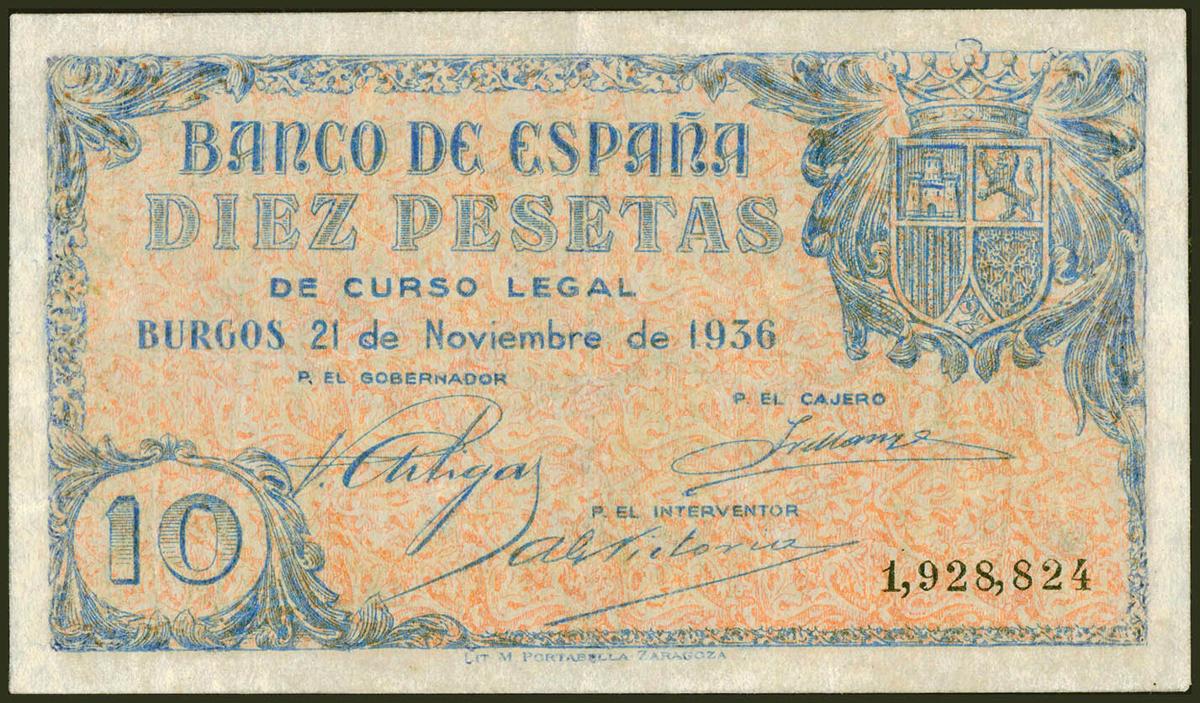 BANCO DE ESPAÑA
DIEZ PESETAS
DE CURSO LEGAL
BURGOS 21 de Noviembre de 1936
P. EL GOBERNADOR
P. EL CAJERO
P. EL INTERVENTOR
10
1,928,824
LIT M PORTABELLA ZARAGOZA